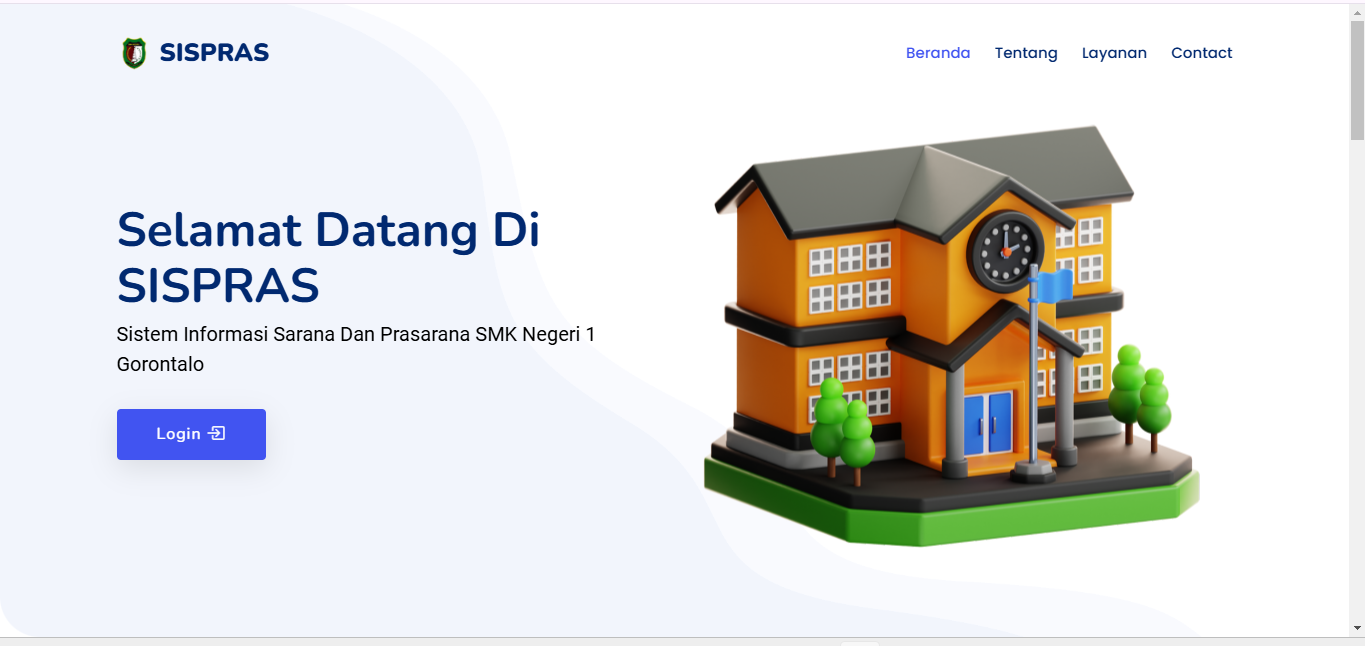 SISPRAS
Beranda Tentang Layanan Contact
Selamat Datang Di
SISPRAS
Sistem Informasi Sarana Dan Prasarana SMK Negeri 1
Gorontalo
Login